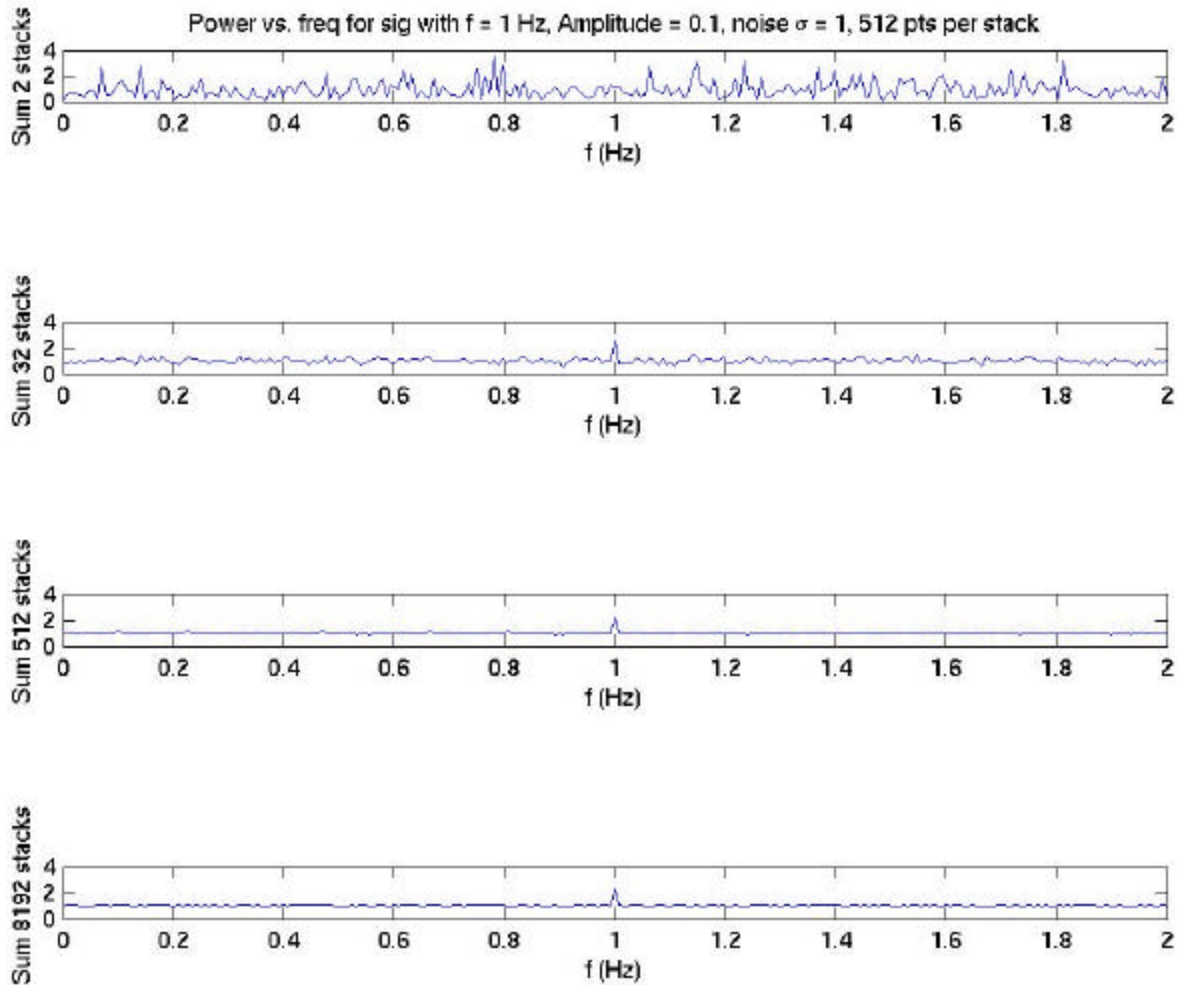 Power vs. freq for sig with f = 1 Hz, Amplitude = 0.1, noise σ = 1, 512 pts per stack
Sum 2 stacks
4
2
0
0 0.2 0.4 0.6 0.8 1 1.2 1.4 1.6 1.8 2
f (Hz)
Sum 32 stacks
4
2
0
0 0.2 0.4 0.6 0.8 1 1.2 1.4 1.6 1.8 2
f (Hz)
Sum 512 stacks
4
2
0
0 0.2 0.4 0.6 0.8 1 1.2 1.4 1.6 1.8 2
f (Hz)
Sum 8192 stacks
4
2
0
0 0.2 0.4 0.6 0.8 1 1.2 1.4 1.6 1.8 2
f (Hz)